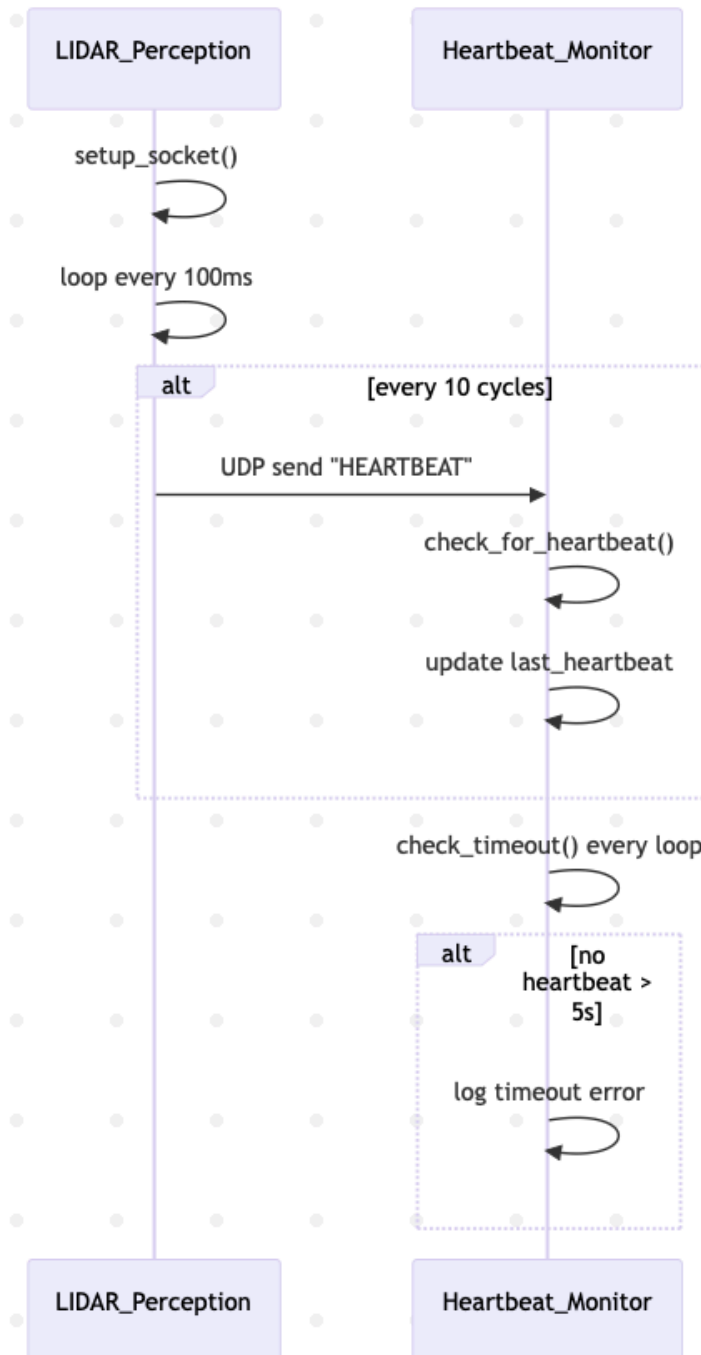 LIDAR_Perception
Heartbeat_Monitor
setup_socket()
loop every 100ms
alt
[every 10 cycles]
UDP send "HEARTBEAT"
check_for_heartbeat()
update last_heartbeat
check_timeout() every loop
alt
[no
heartbeat >
5s]
log timeout error
LIDAR_Perception
Heartbeat_Monitor